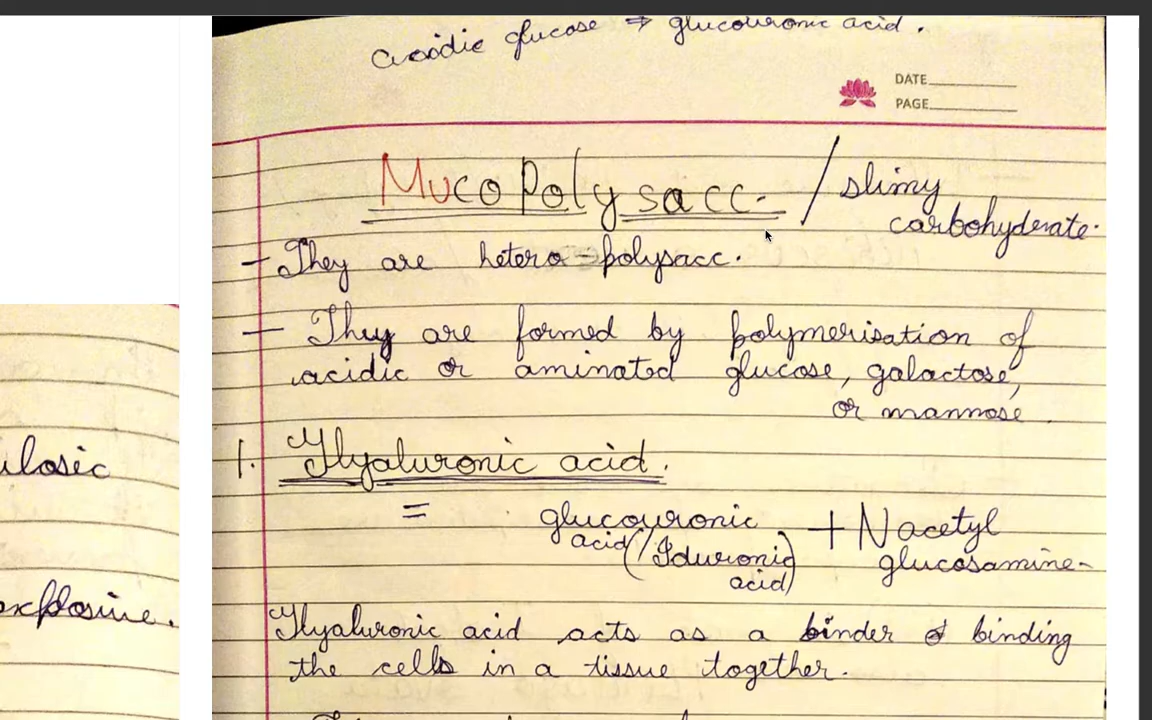 acidic glucose ⇒ glucouronic acid.
DATE
PAGE
MucoPolysacc. / slimy
carbohyderate.
- They are hetero-polysacc.
- They are formed by polymerisation of
acidic or aminated glucose, galactose,
or mannose.
1. Hyaluronic acid.
= glucouronic + N acetyl
acid (/Iduronic glucosamine-
acid)
Hyaluronic acid acts as a binder binding
the cells in a tissue together.
ulosic
explosive.